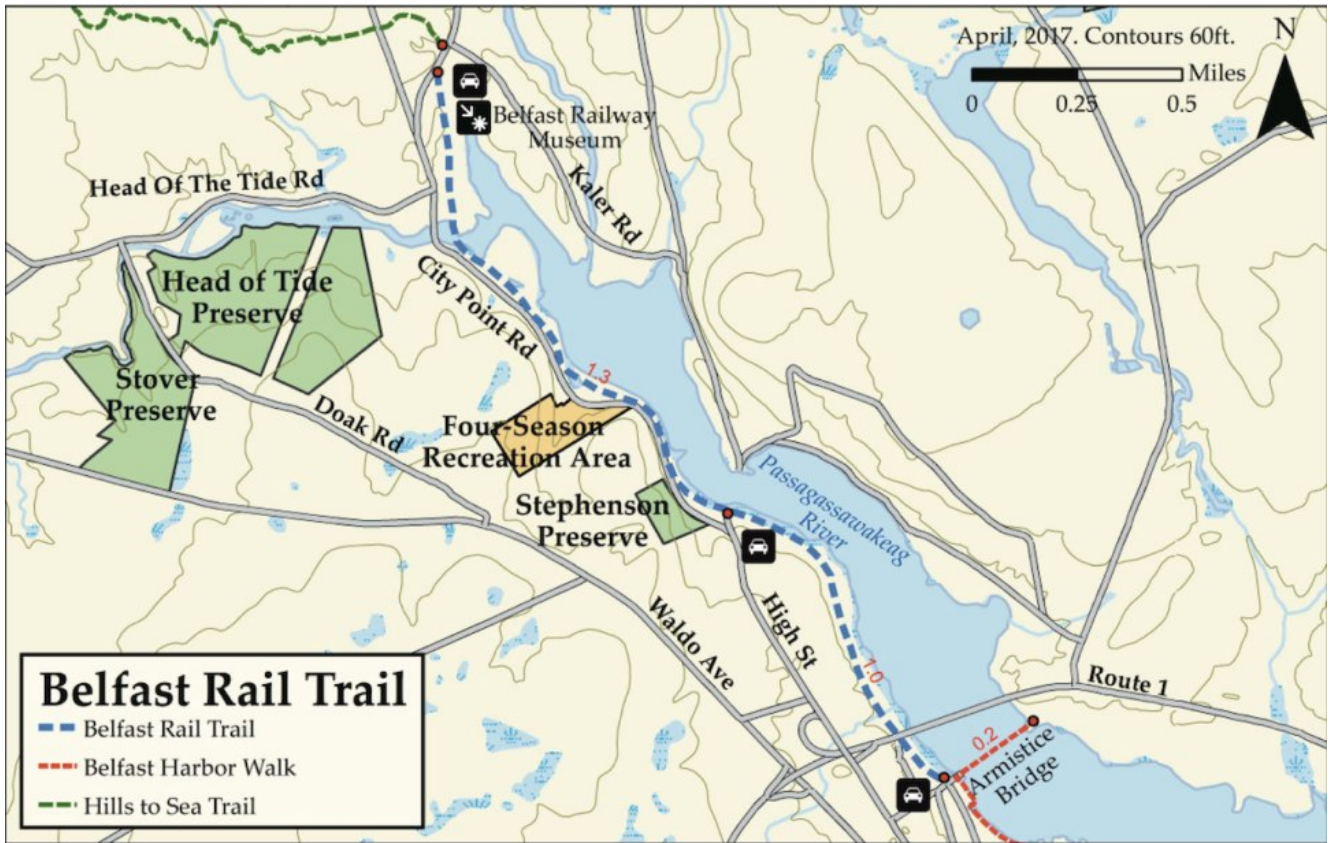 April, 2017. Contours 60ft.
N
Miles
0
0.25
0.5
Belfast Railway
Museum
Head Of The Tide Rd
Kaler Rd
Head of Tide
Preserve
City Point Rd
Stover
Preserve
1.3
Doak Rd
Four-Season
Recreation Area
Passagassawakeag
River
Stephenson
Preserve
Waldo Ave
High St
1.0
Route 1
0.2
Armistice
Bridge
Belfast Rail Trail
Belfast Rail Trail
Belfast Harbor Walk
Hills to Sea Trail